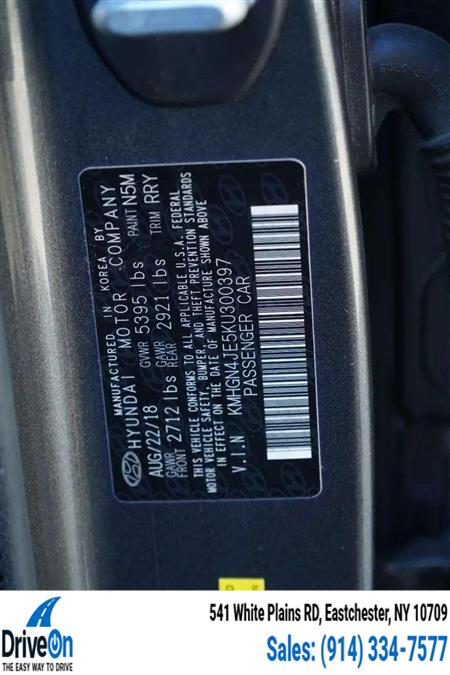 MANUFACTURED IN KOREA BY
HYUNDAI MOTOR COMPANY
AUG/22/18 GVWR 5395 lbs PAINT N5M
GAWR FRONT 2712 lbs GAWR REAR 2921 lbs TRIM RRY
THIS VEHICLE CONFORMS TO ALL APPLICABLE U.S.A. FEDERAL
MOTOR VEHICLE SAFETY, BUMPER, AND THEFT PREVENTION STANDARDS
IN EFFECT ON THE DATE OF MANUFACTURE SHOWN ABOVE
V.I.N KMHGN4JE5KU300397
PASSENGER CAR
DriveOn
THE EASY WAY TO DRIVE
541 White Plains RD, Eastchester, NY 10709
Sales: (914) 334-7577